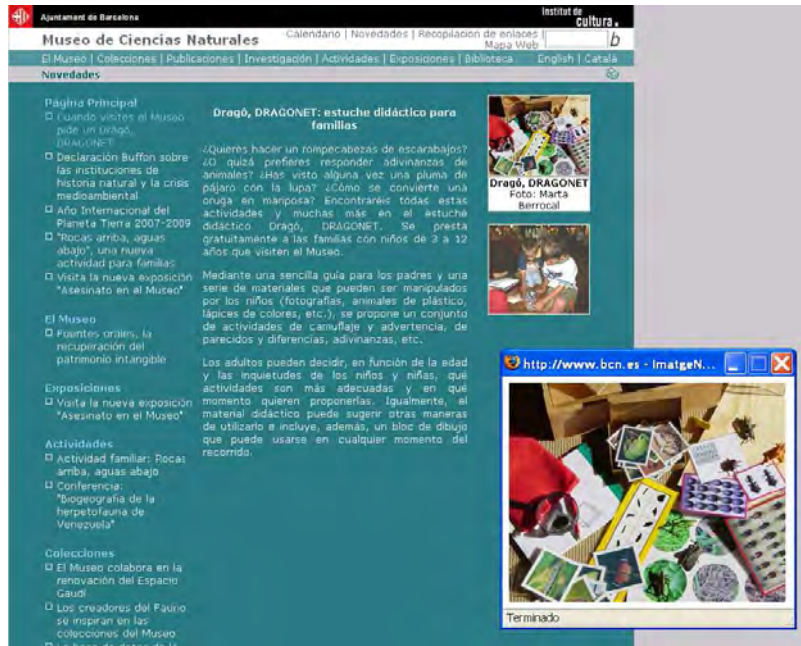 Ajuntament de Barcelona
Institut de
cultura.
Museo de Ciencias Naturales
Calendario | Novedades | Recopilación de enlaces |
Mapa Web
b
El Museo | Colecciones | Publicaciones | Investigación | Actividades | Exposiciones | Biblioteca
English | Català
Novedades
Página Principal
Cuando visites el Museo
pide un Dragó,
DRAGONET
Declaración Buffon sobre
las instituciones de
historia natural y la crisis
medioambiental
Año Internacional del
Planeta Tierra 2007-2009
"Rocas arriba, aguas
abajo", una nueva
actividad para familias
Visita la nueva exposición
"Asesinato en el Museo"
El Museo
Fuentes orales, la
recuperación del
patrimonio intangible
Exposiciones
Visita la nueva exposición
"Asesinato en el Museo"
Actividades
Actividad familiar: Rocas
arriba, aguas abajo
Conferencia:
"Biogeografía de la
herpetofauna de
Venezuela"
Colecciones
El Museo colabora en la
renovación del Espacio
Gaudí
Los creadores del Fauno
se inspiran en las
colecciones del Museo
La base de datos de la
Dragó, DRAGONET: estuche didáctico para
familias
¿Quieres hacer un rompecabezas de escarabajos?
¿O quizá prefieres responder adivinanzas de
animales? ¿Has visto alguna vez una pluma de
pájaro con la lupa? ¿Cómo se convierte una
oruga en mariposa? Encontraréis todas estas
actividades y muchas más en el estuche
didáctico Dragó, DRAGONET. Se presta
gratuitamente a las familias con niños de 3 a 12
años que visiten el Museo.
Mediante una sencilla guía para los padres y una
serie de materiales que pueden ser manipulados
por los niños (fotografías, animales de plástico,
lápices de colores, etc.), se propone un conjunto
de actividades de camuflaje y advertencia, de
parecidos y diferencias, adivinanzas, etc.
Los adultos pueden decidir, en función de la edad
y las inquietudes de los niños y niñas, qué
actividades son más adecuadas y en qué
momento quieren proponerlas. Igualmente, el
material didáctico puede sugerir otras maneras
de utilizarlo e incluye, además, un bloc de dibujo
que puede usarse en cualquier momento del
recorrido.
Dragó, DRAGONET
Foto: Marta
Berrocal
http://www.bcn.es - ImatgeN...
Terminado